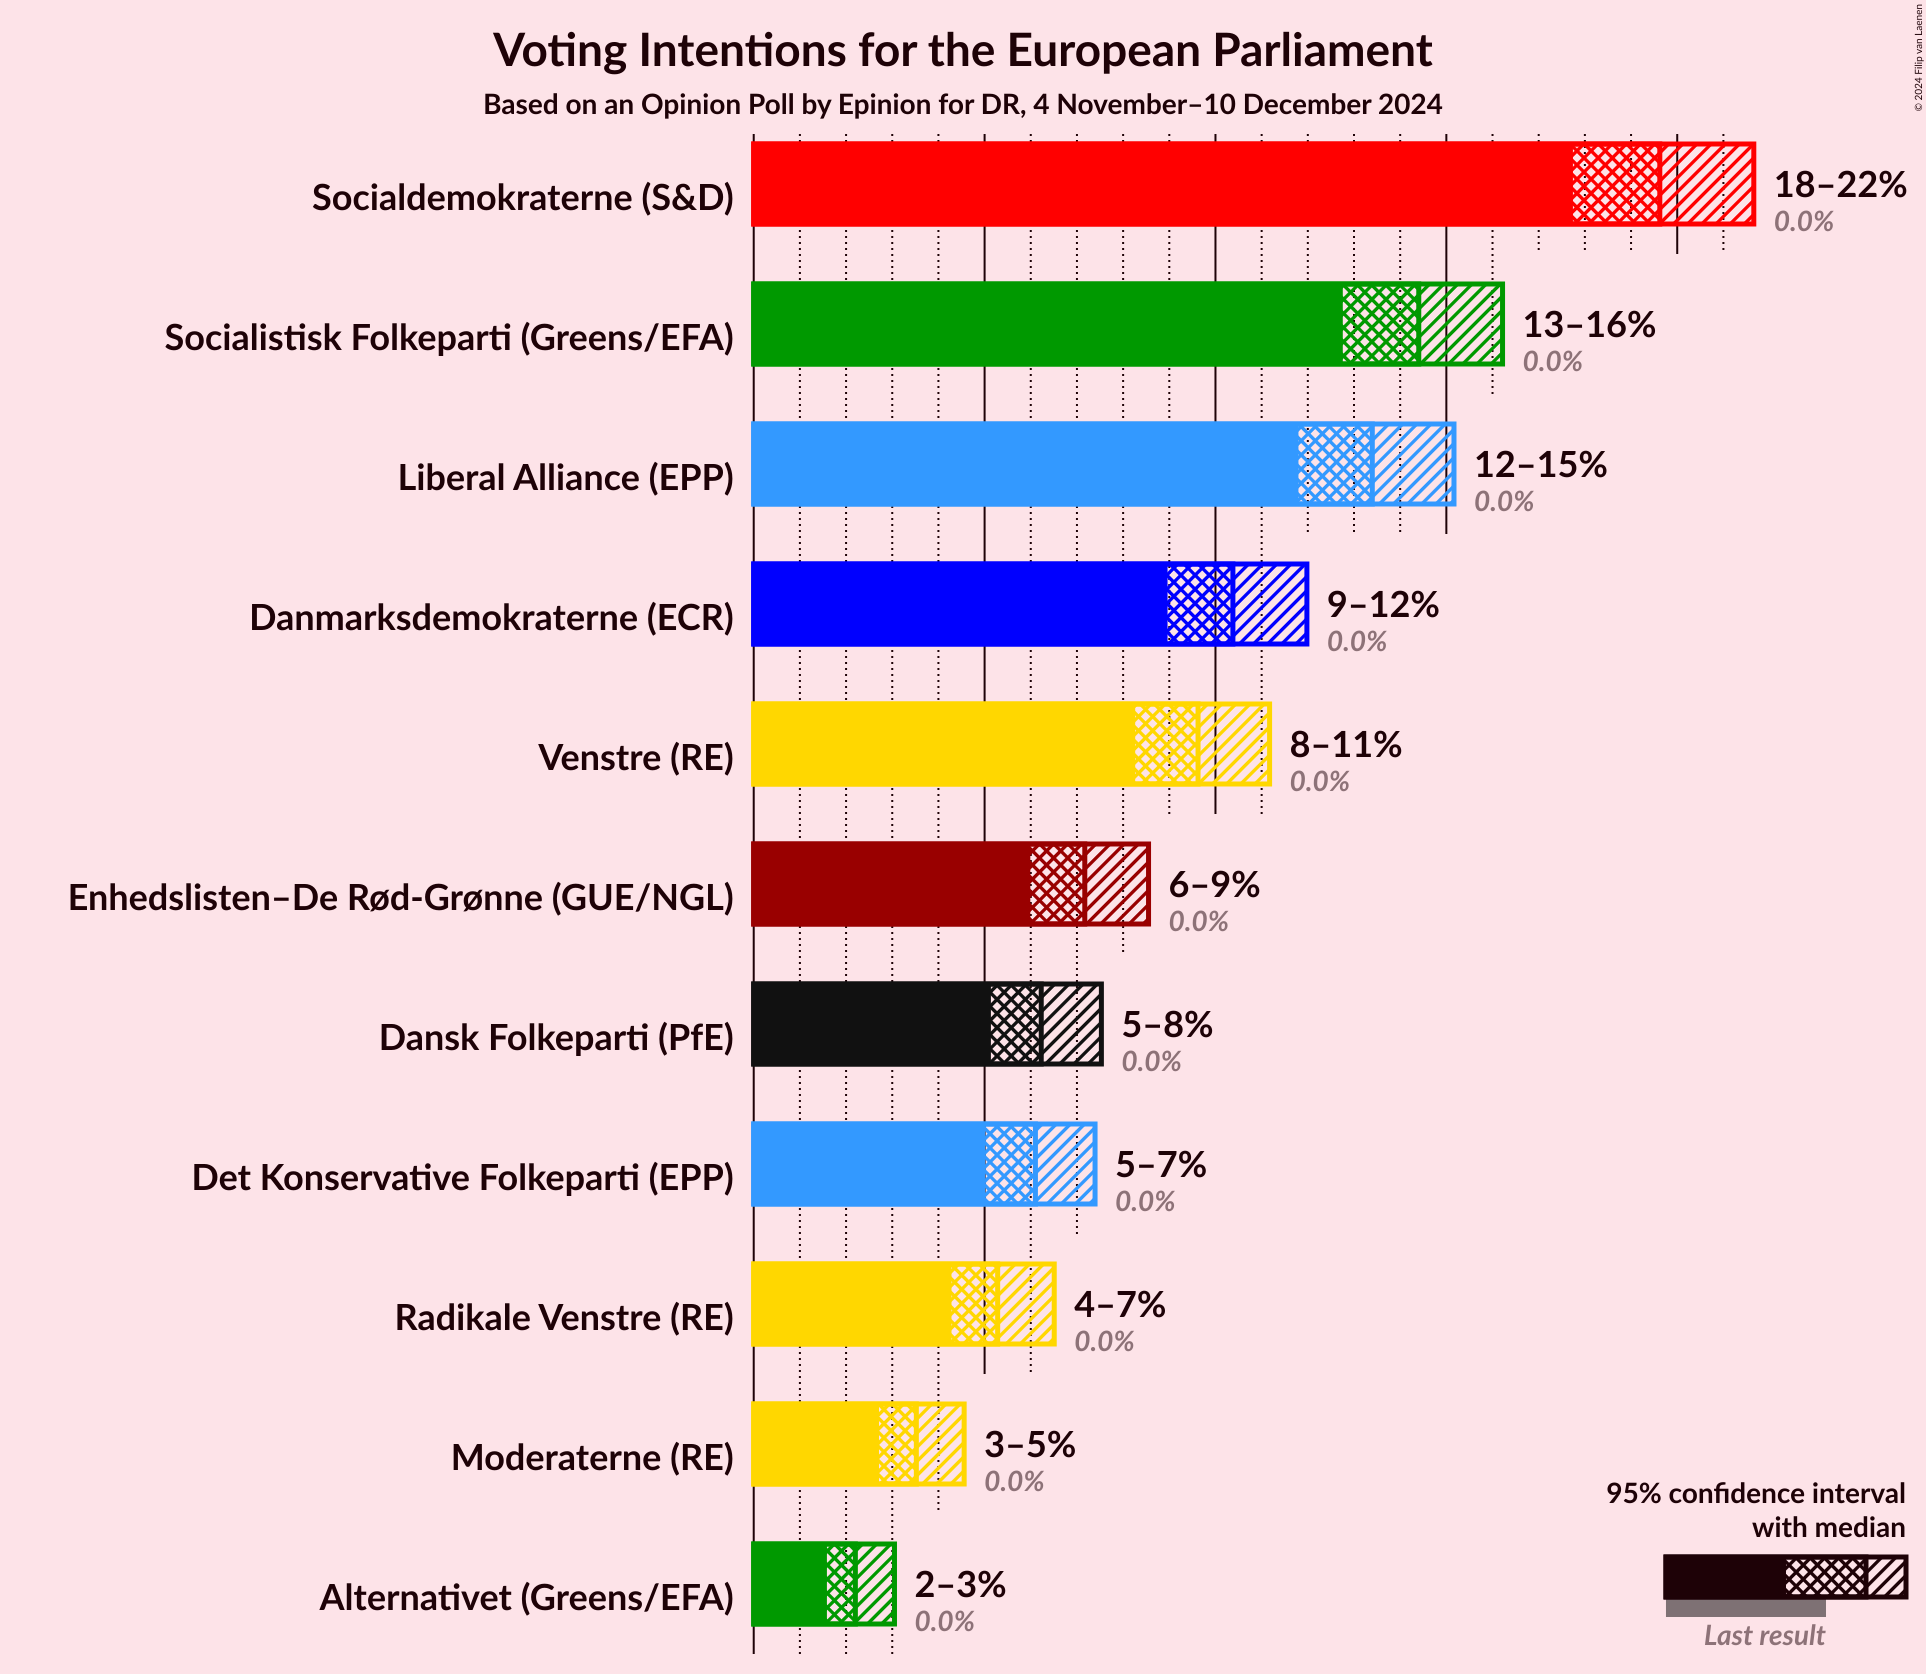 Voting Intentions for the European Parliament
Based on an Opinion Poll by Epinion for DR, 4 November–10 December 2024
© 2024 Filip van Laenen
Socialdemokraterne (S&D)
18–22%
0.0%
Socialistisk Folkeparti (Greens/EFA)
13–16%
0.0%
Liberal Alliance (EPP)
12–15%
0.0%
Danmarksdemokraterne (ECR)
9–12%
0.0%
Venstre (RE)
8–11%
0.0%
Enhedslisten–De Rød-Grønne (GUE/NGL)
6–9%
0.0%
Dansk Folkeparti (PfE)
5–8%
0.0%
Det Konservative Folkeparti (EPP)
5–7%
0.0%
Radikale Venstre (RE)
4–7%
0.0%
Moderaterne (RE)
3–5%
0.0%
Alternativet (Greens/EFA)
2–3%
0.0%
95% confidence interval
with median
Last result